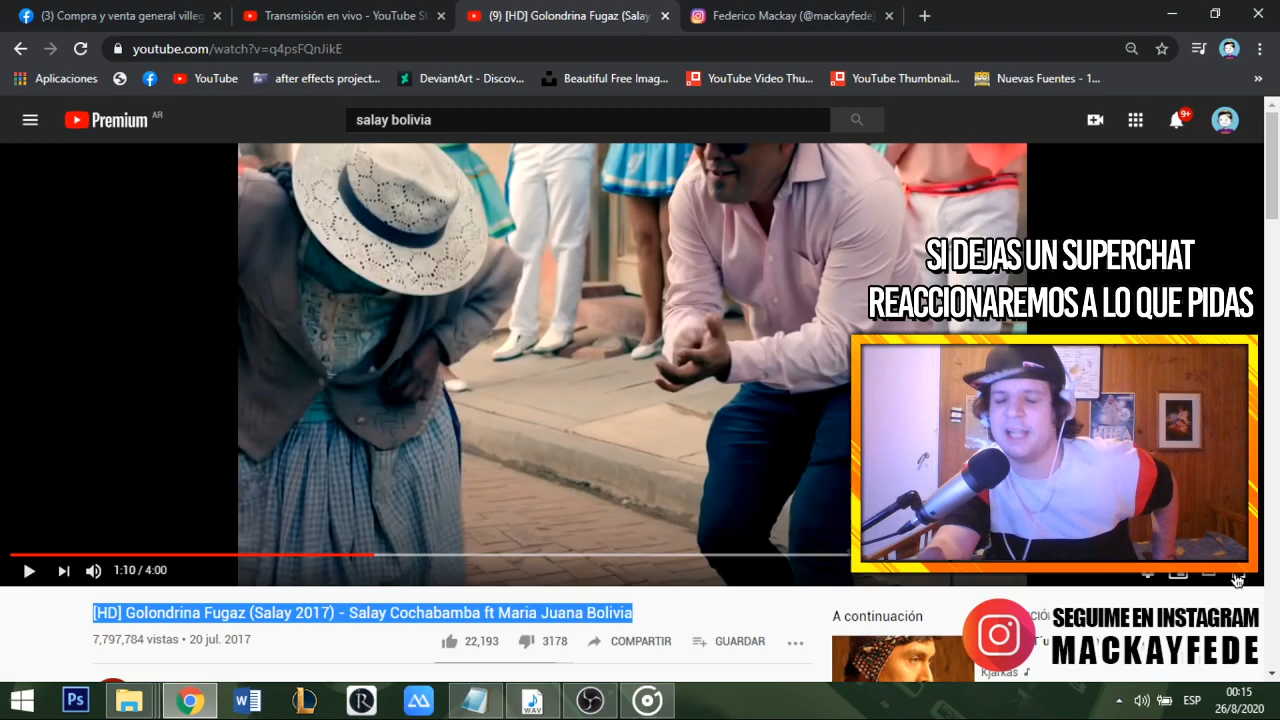 (3) Compra y venta general villeg
Transmisión en vivo - YouTube St
(9) [HD] Golondrina Fugaz (Salay
Federico Mackay (@mackayfede)
youtube.com/watch?v=q4psFQnJikE
Aplicaciones
YouTube
after effects project...
DeviantArt - Discov...
Beautiful Free Imag...
YouTube Video Thu...
YouTube Thumbnail...
Nuevas Fuentes - 1...
Premium AR
salay bolivia
9+
SI DEJAS UN SUPERCHAT
REACCIONAREMOS A LO QUE PIDAS
1:10 / 4:00
[HD] Golondrina Fugaz (Salay 2017) - Salay Cochabamba ft Maria Juana Bolivia
7,797,784 vistas • 20 jul. 2017
22,193
3178
COMPARTIR
GUARDAR
A continuación
SEGUIME EN INSTAGRAM
MACKAYFEDE
Kjarkas
Ps
WAV
ESP
00:15
26/8/2020